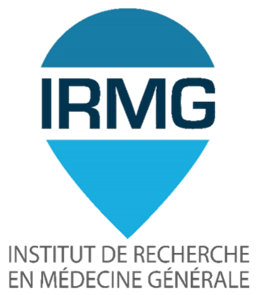 IRMG
INSTITUT DE RECHERCHE
EN MÉDECINE GÉNÉRALE